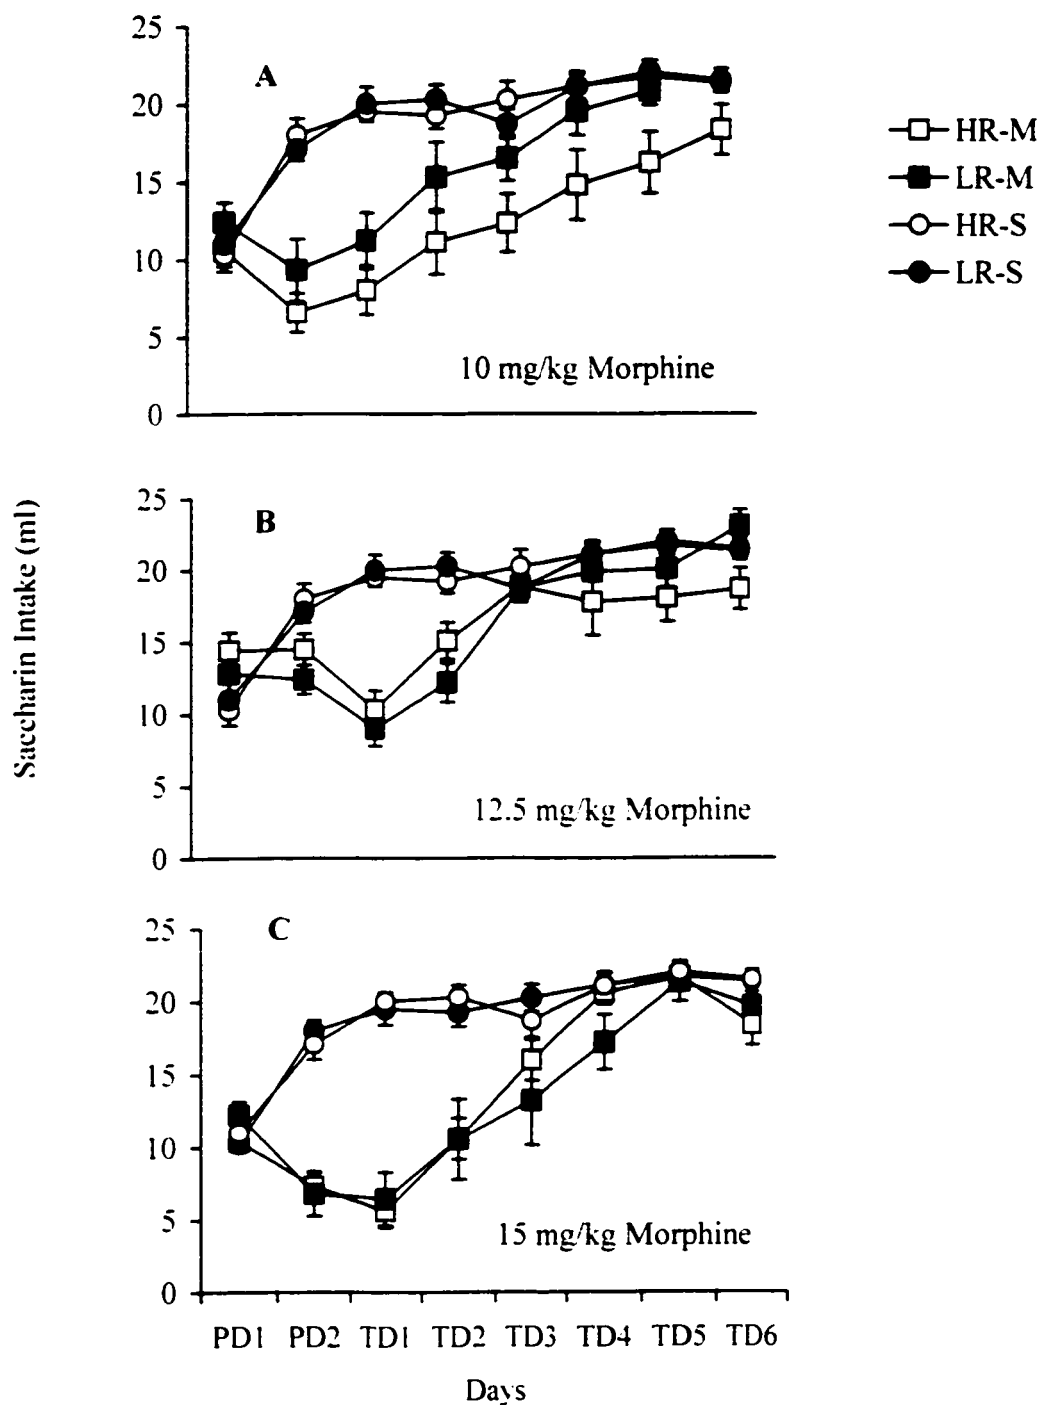 25
A
20
15
10
5
0
10 mg/kg Morphine
HR-M
LR-M
HR-S
LR-S
Saccharin Intake (ml)
25
B
20
15
10
5
0
12.5 mg/kg Morphine
25
C
20
15
10
5
0
15 mg/kg Morphine
PD1 PD2 TD1 TD2 TD3 TD4 TD5 TD6
Days